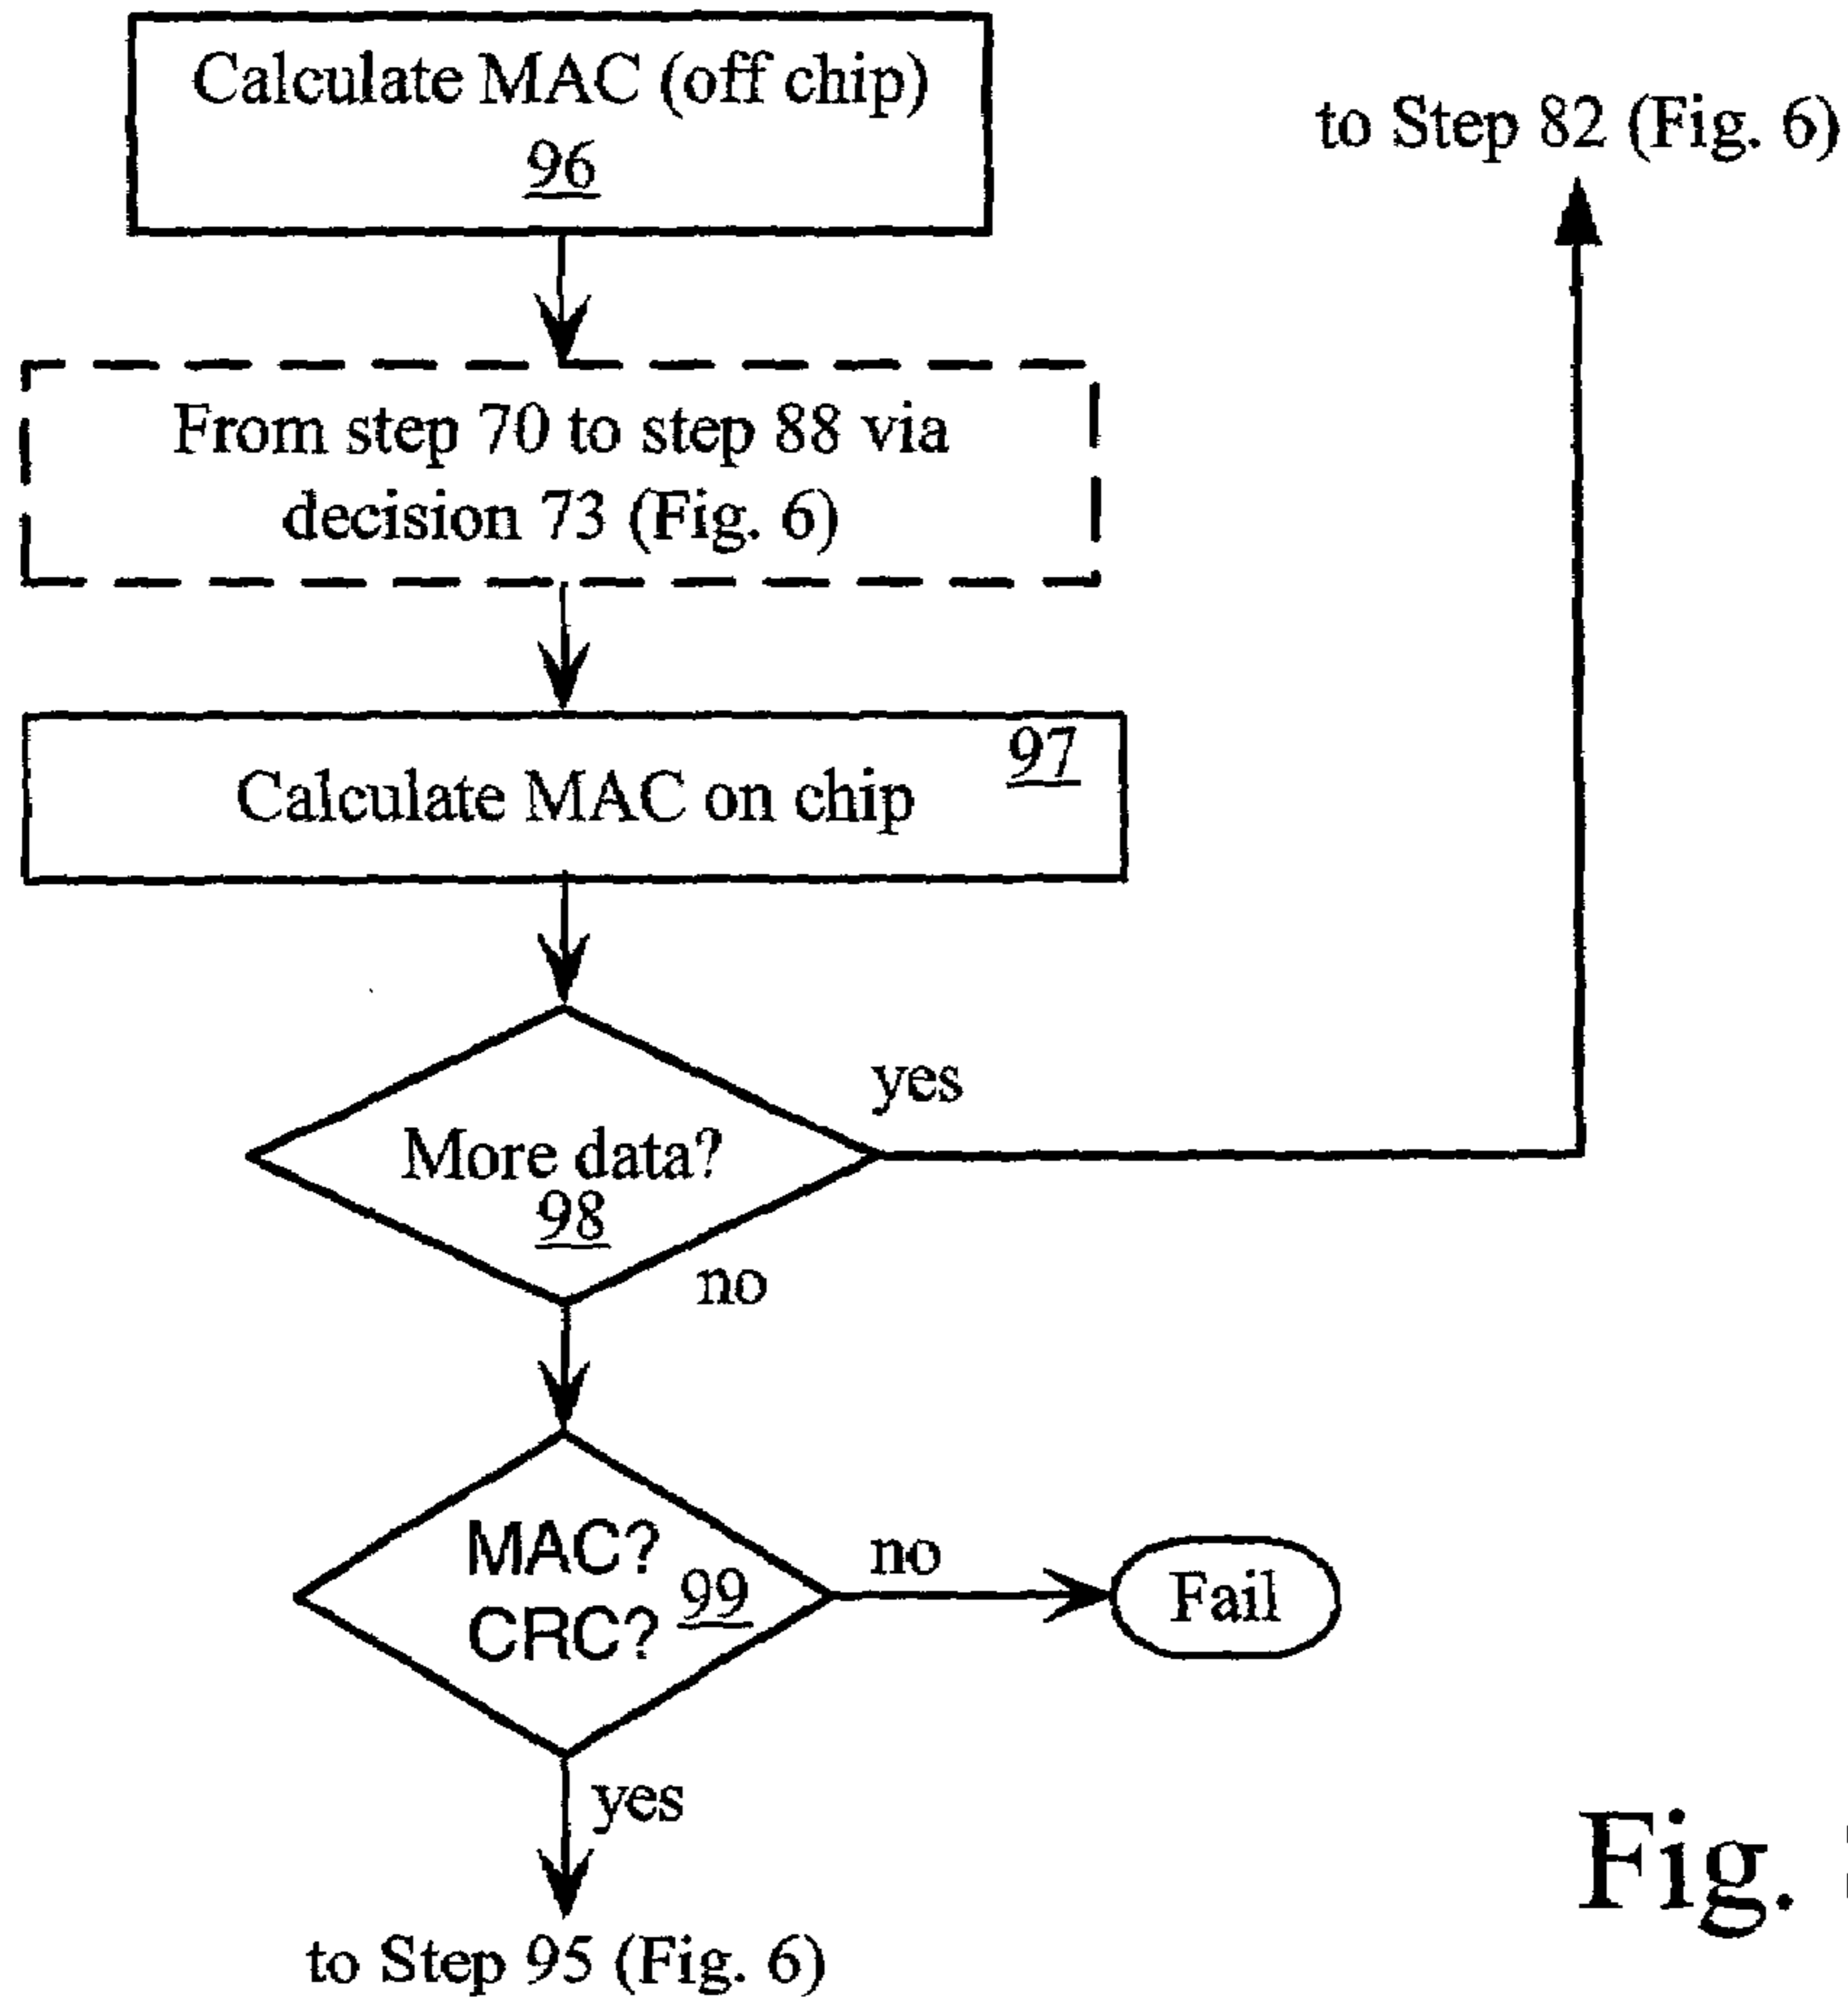 Calculate MAC (off chip)
96
to Step 82 (Fig. 6)
From step 70 to step 88 via
decision 73 (Fig. 6)
97
Calculate MAC on chip
yes
More data?
98
no
MAC?
CRC?
99
no
Fail
yes
Fig.
to Step 95 (Fig. 6)